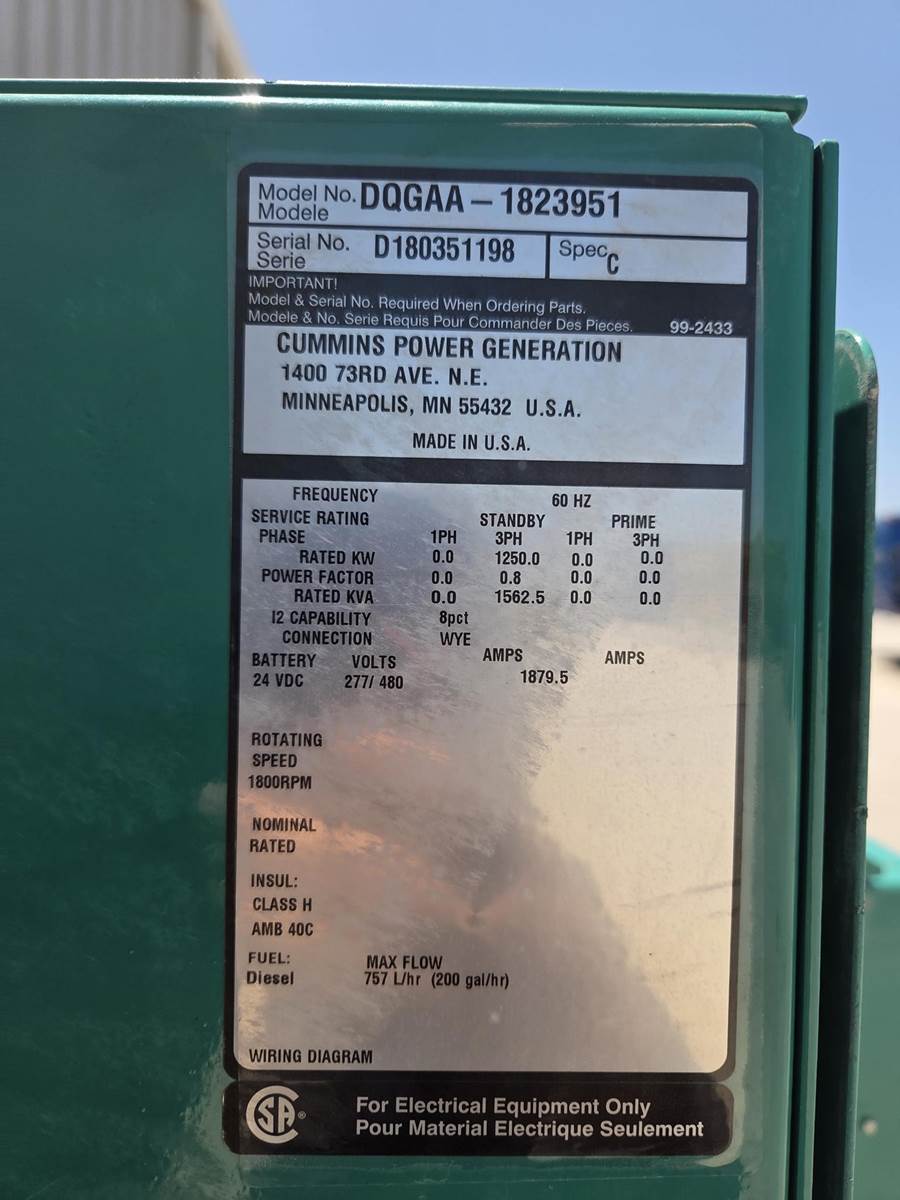 Model No. DQGAA – 1823951
Modele
Serial No. D180351198 Spec C
Serie
IMPORTANT!
Model & Serial No. Required When Ordering Parts.
Modele & No. Serie Requis Pour Commander Des Pieces. 99-2433
CUMMINS POWER GENERATION
1400 73RD AVE. N.E.
MINNEAPOLIS, MN 55432 U.S.A.
MADE IN U.S.A.
FREQUENCY 60 HZ
SERVICE RATING STANDBY PRIME
PHASE 1PH 3PH 1PH 3PH
RATED KW 0.0 1250.0 0.0 0.0
POWER FACTOR 0.0 0.8 0.0 0.0
RATED KVA 0.0 1562.5 0.0 0.0
I2 CAPABILITY 8pct
CONNECTION WYE
BATTERY VOLTS AMPS AMPS
24 VDC 277/ 480 1879.5
ROTATING
SPEED
1800RPM
NOMINAL
RATED
INSUL:
CLASS H
AMB 40C
FUEL: MAX FLOW
Diesel 757 L/hr (200 gal/hr)
WIRING DIAGRAM
CSA ® For Electrical Equipment Only
Pour Material Electrique Seulement